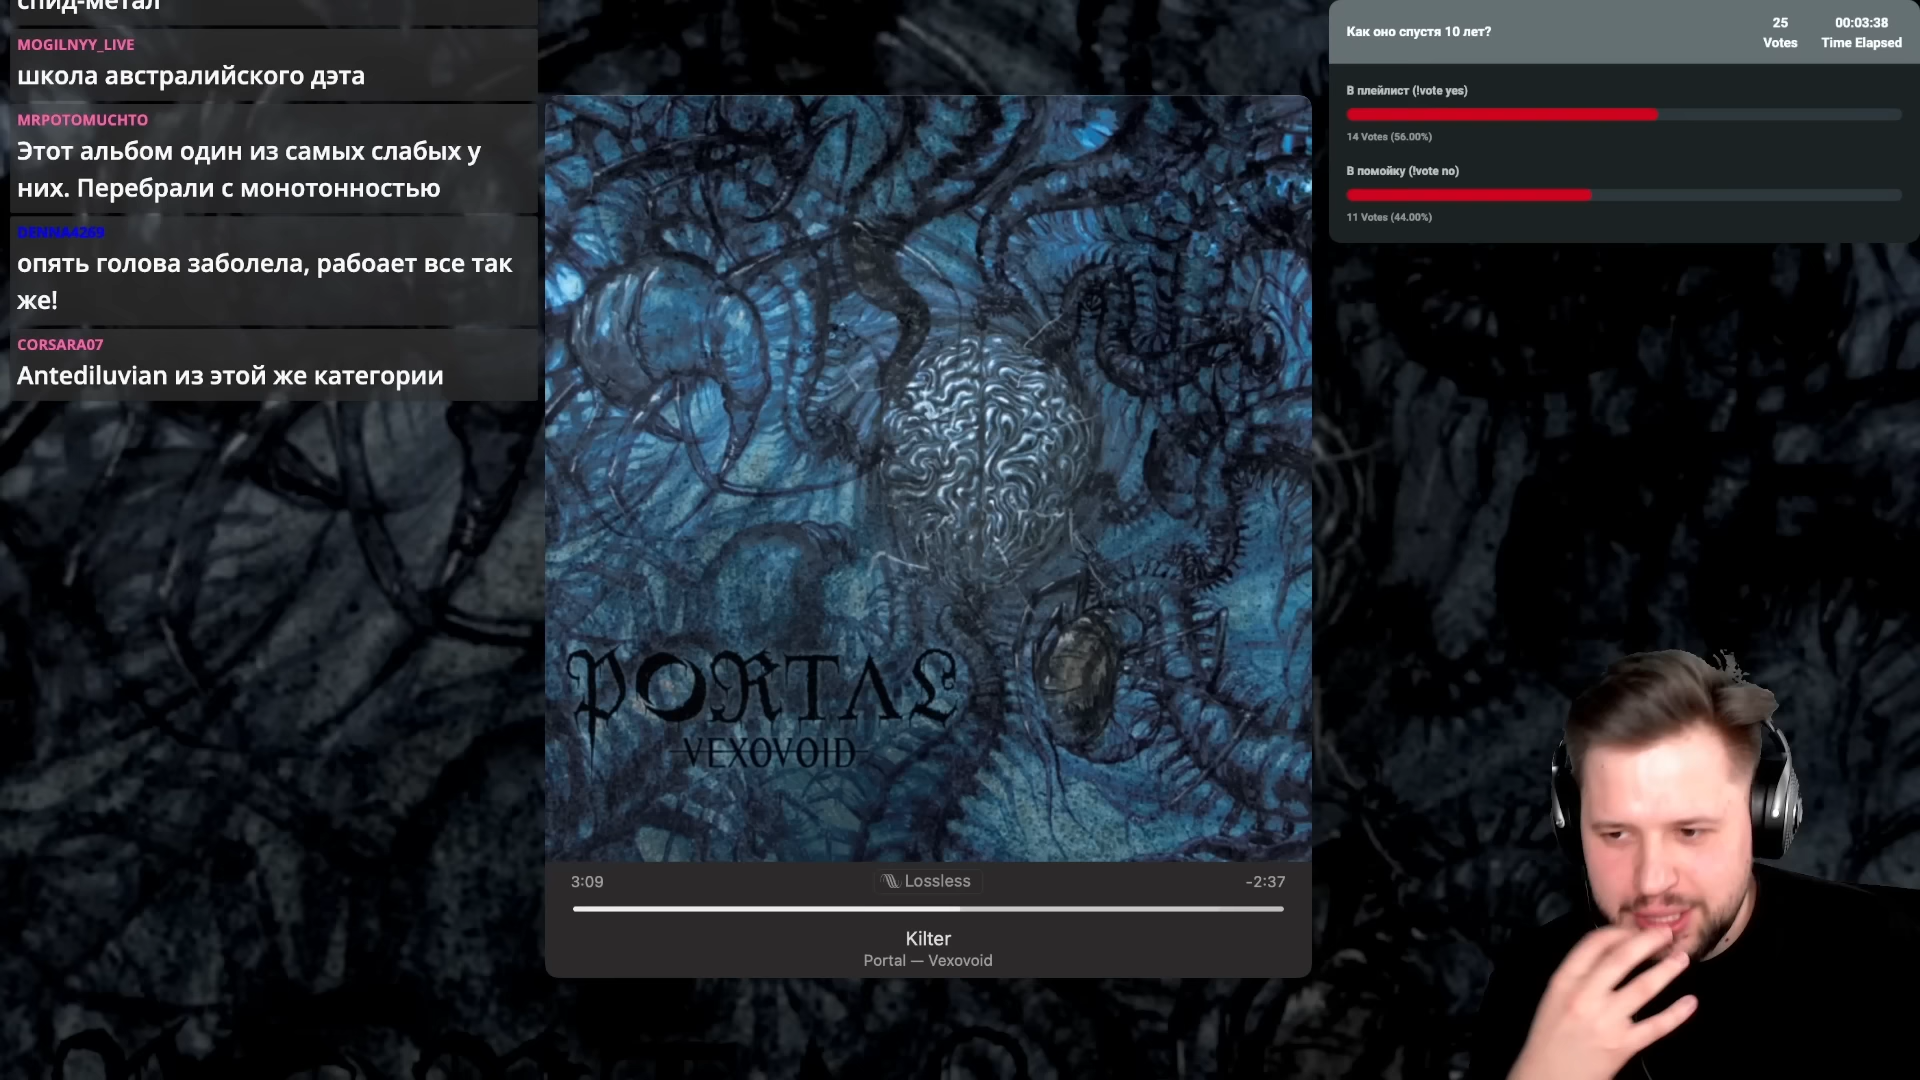 спид-метал
MOGILNYY_LIVE
школа австралийского дэта
MRPOTOMUCHTO
Этот альбом один из самых слабых у
них. Перебрали с монотонностью
DENNA4269
опять голова заболела, рабоает все так
же!
CORSARA07
Antediluvian из этой же категории
PORTAL
VEXOVOID
3:09
Lossless
-2:37
Kilter
Portal — Vexovoid
Как оно спустя 10 лет?
25
Votes
00:03:38
Time Elapsed
В плейлист (!vote yes)
14 Votes (56.00%)
В помойку (!vote no)
11 Votes (44.00%)